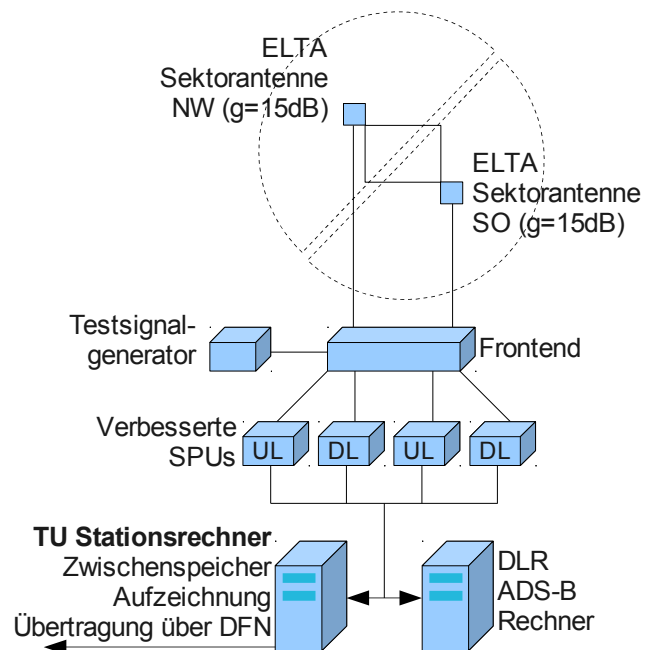 ELTA
Sektorantenne
NW (g=15dB)
ELTA
Sektorantenne
SO (g=15dB)
Testsignal-
generator
Frontend
Verbesserte
SPUs
UL
DL
UL
DL
TU Stationsrechner
Zwischenspeicher
Aufzeichnung
Übertragung über DFN
DLR
ADS-B
Rechner